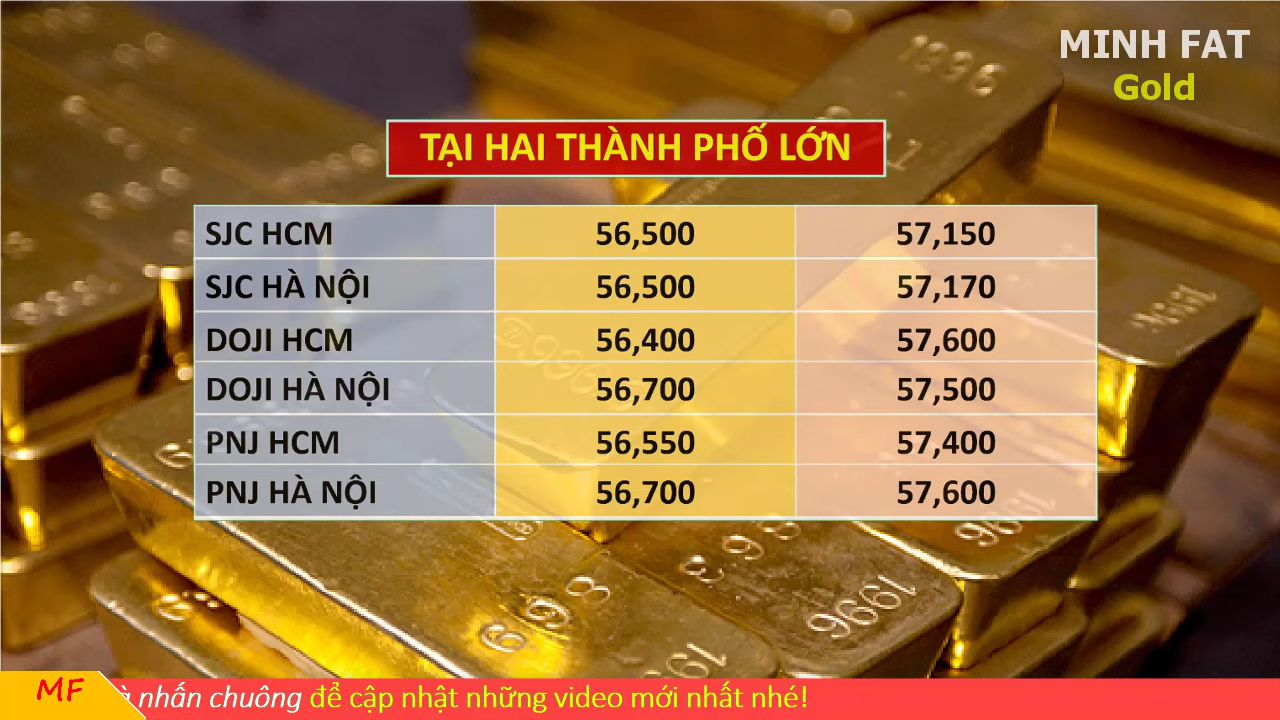 MINH FAT
Gold
1996
TẠI HAI THÀNH PHỐ LỚN
SJC HCM 56,500 57,150
SJC HÀ NỘI 56,500 57,170
DOJI HCM 56,400 57,600
DOJI HÀ NỘI 56,700 57,500
PNJ HCM 56,550 57,400
PNJ HÀ NỘI 56,700 57,600
1996
MF nhấn chuông để cập nhật những video mới nhất nhé!